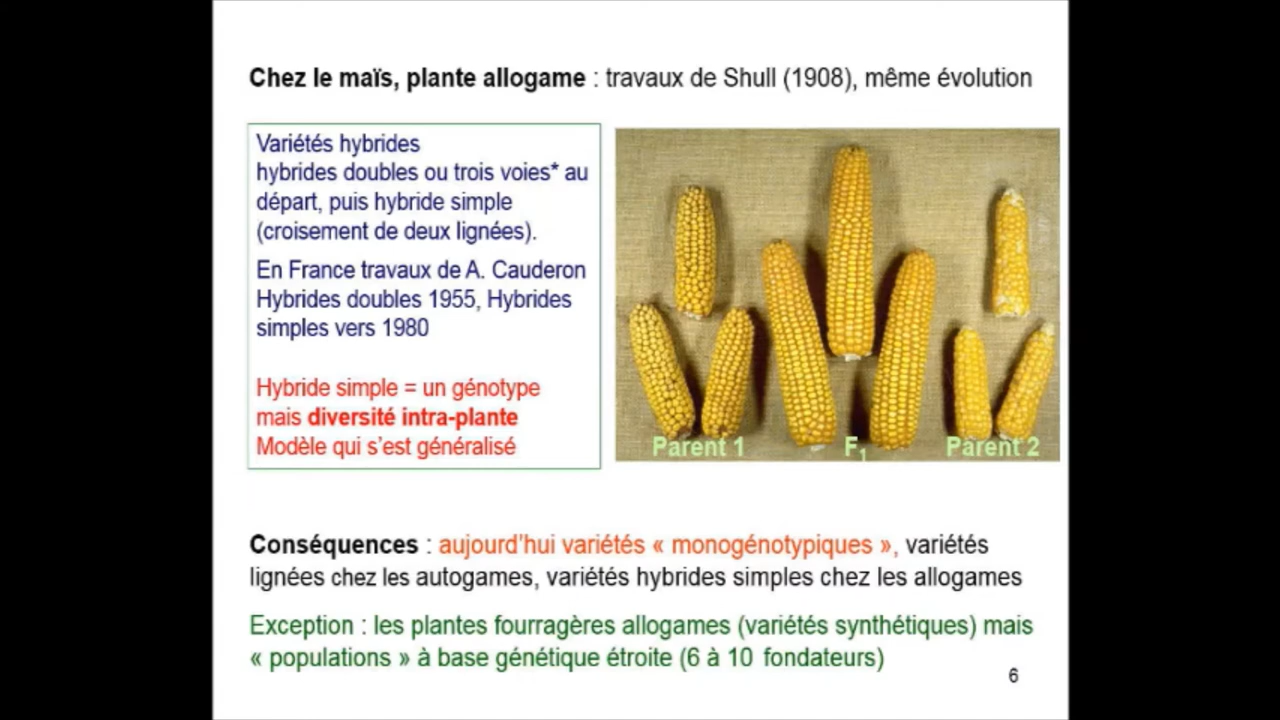 Chez le maïs, plante allogame : travaux de Shull (1908), même évolution
Variétés hybrides
hybrides doubles ou trois voies* au
départ, puis hybride simple
(croisement de deux lignées).
En France travaux de A. Cauderon
Hybrides doubles 1955, Hybrides
simples vers 1980
Hybride simple = un génotype
mais diversité intra-plante
Modèle qui s'est généralisé
Parent 1 F₁ Parent 2
Conséquences : aujourd'hui variétés « monogénotypiques », variétés
lignées chez les autogames, variétés hybrides simples chez les allogames
Exception : les plantes fourragères allogames (variétés synthétiques) mais
« populations » à base génétique étroite (6 à 10 fondateurs)
6